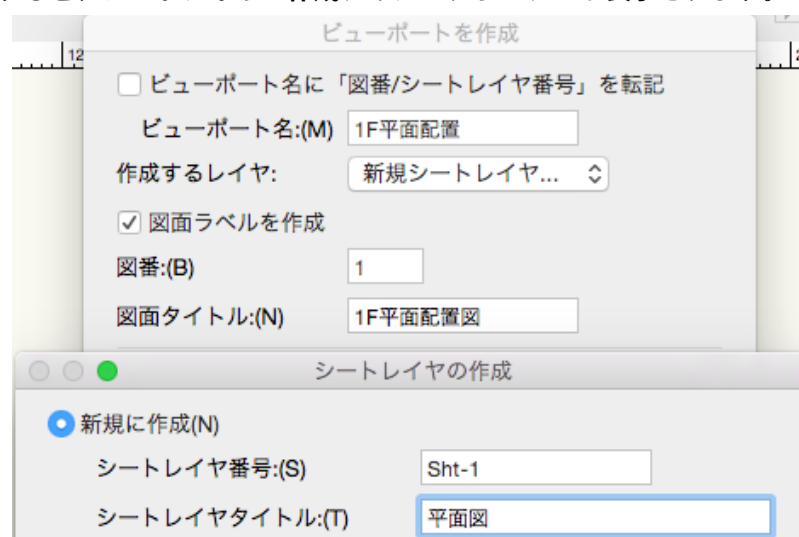 ビューポートを作成
12
ビューポート名に「図番/シートレイヤ番号」を転記
ビューポート名:(M) 1F平面配置
作成するレイヤ: 新規シートレイヤ...
図面ラベルを作成
図番:(B) 1
図面タイトル:(N) 1F平面配置図
シートレイヤの作成
新規に作成(N)
シートレイヤ番号:(S) Sht-1
シートレイヤタイトル:(T) 平面図